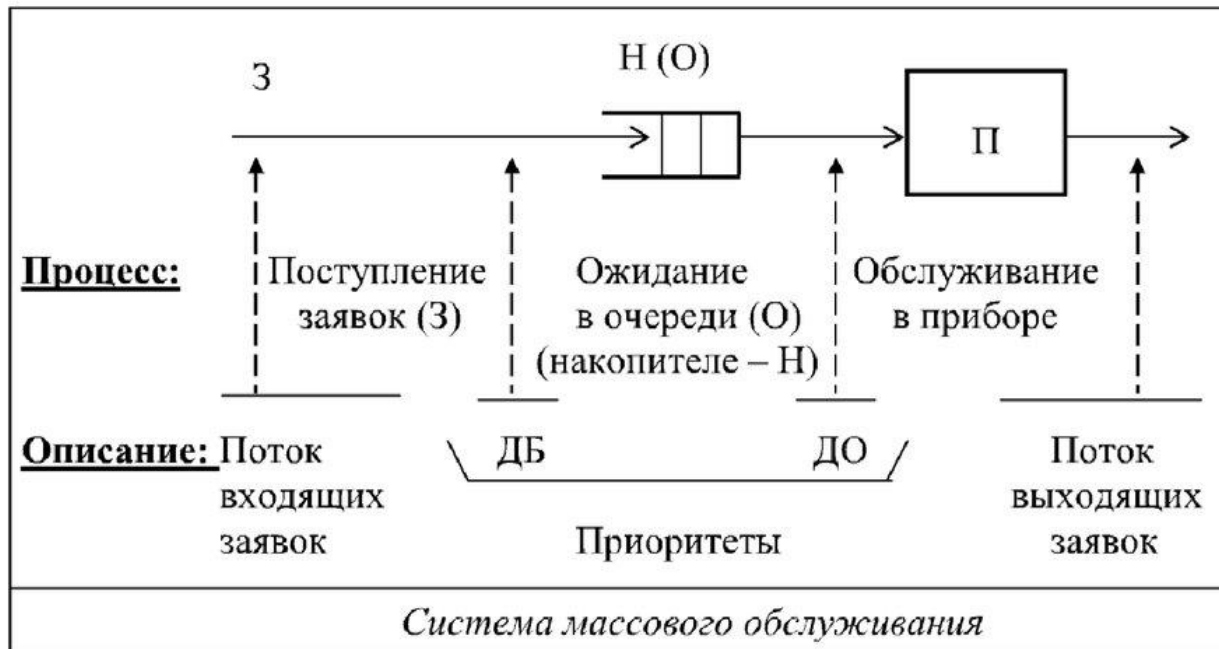 З
Н (О)
П
Процесс:
Поступление
заявок (З)
Ожидание
в очереди (О)
(накопителе – Н)
Обслуживание
в приборе
Описание:
Поток
входящих
заявок
ДБ
ДО
Приоритеты
Поток
выходящих
заявок
Система массового обслуживания